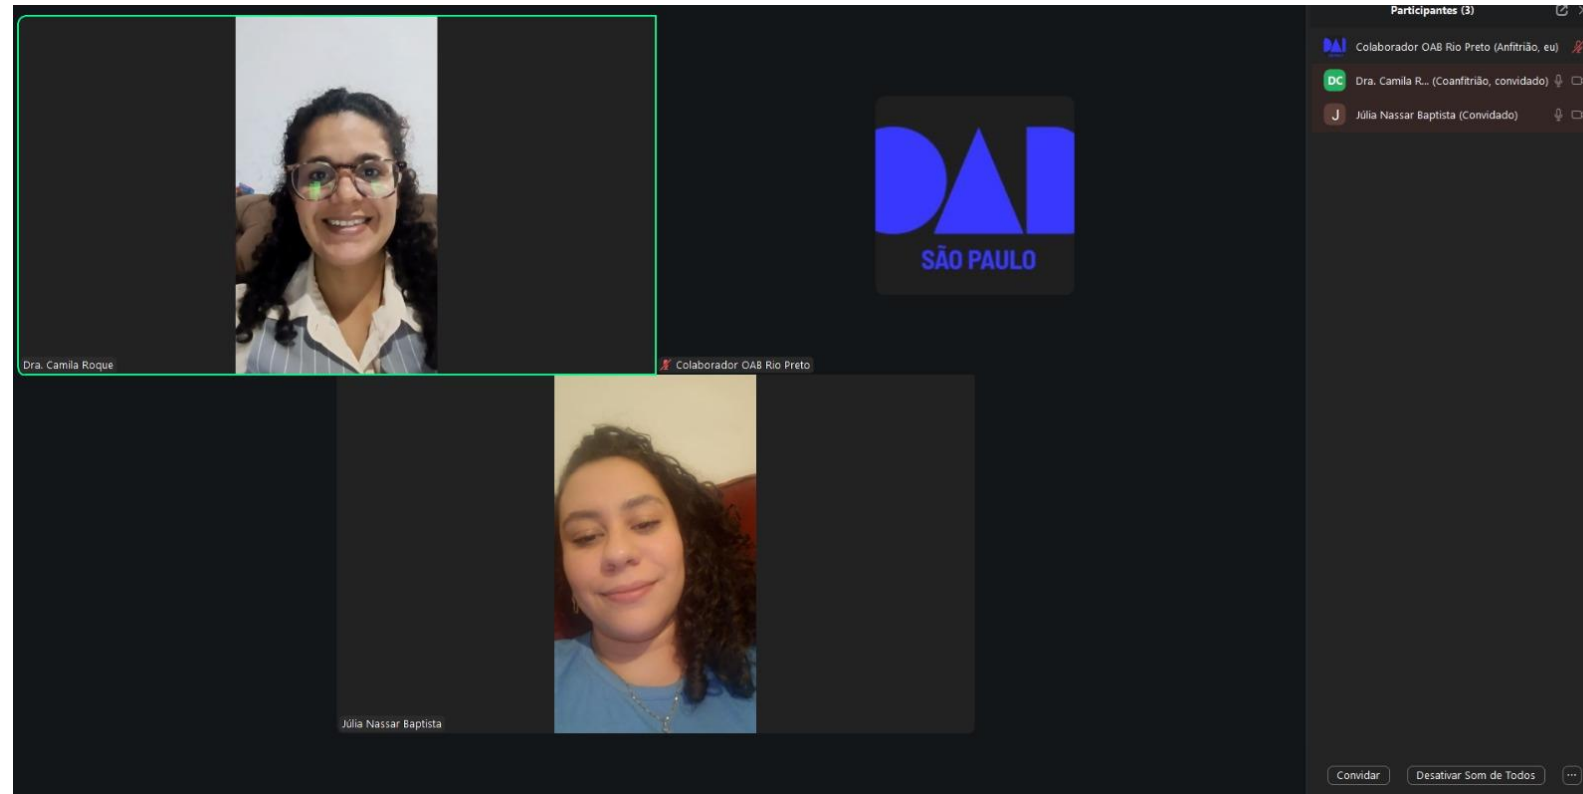 Dra. Camila Roque
OAB
SÃO PAULO
Colaborador OAB Rio Preto
Júlia Nassar Baptista
Participantes (3)
Colaborador OAB Rio Preto (Anfitrião, eu)
DC
Dra. Camila R... (Coanfitrião, convidado)
J
Júlia Nassar Baptista (Convidado)
Convidar
Desativar Som de Todos